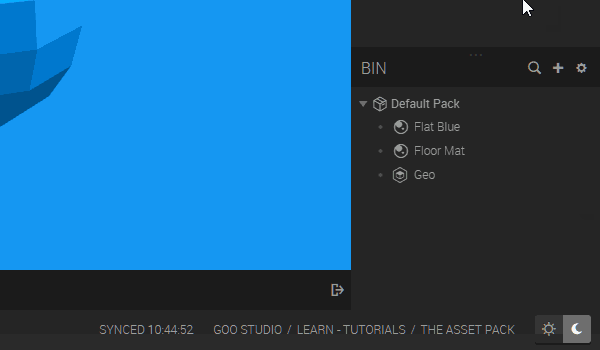 BIN
Default Pack
Flat Blue
Floor Mat
Geo
SYNCED 10:44:52 GOO STUDIO / LEARN - TUTORIALS / THE ASSET PACK